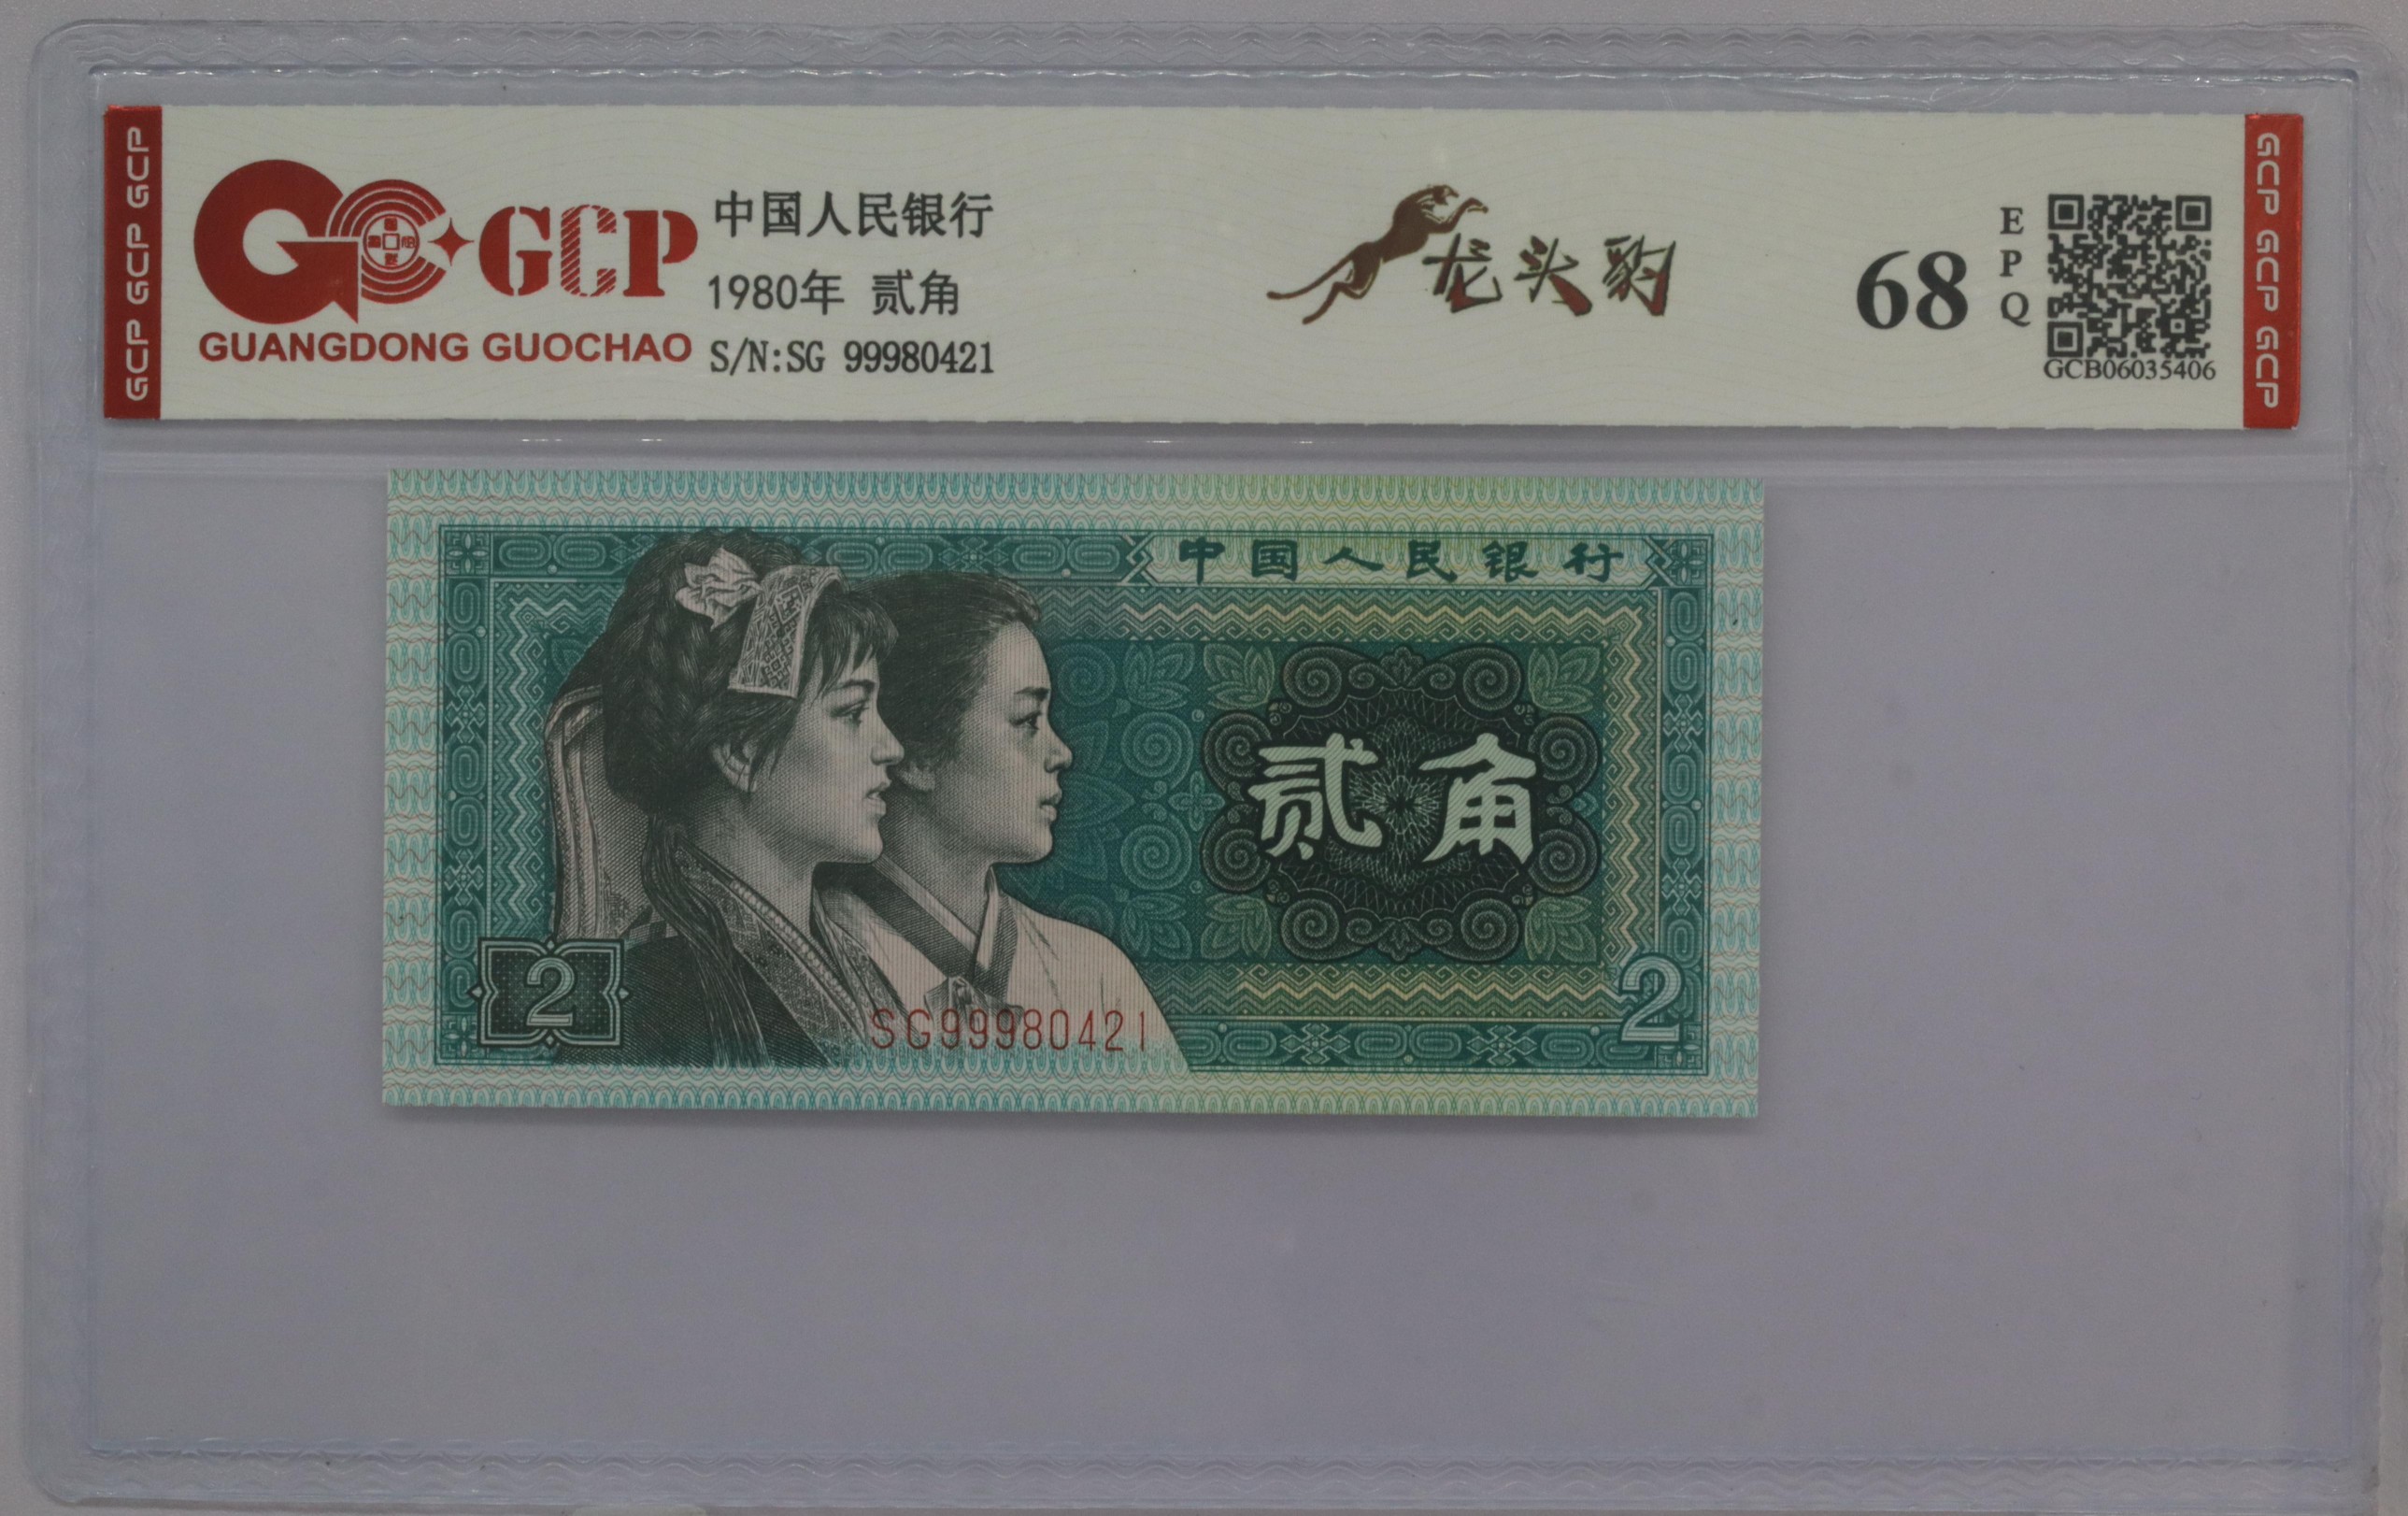 GCP GCP GCP
GCP
GUANGDONG GUOCHAO
中国人民银行
1980年 贰角
S/N:SG 99980421
龙头豹
68
EPQ
GCB06035406
GCP GCP GCP
中国人民银行
贰角
2
SG99980421
2